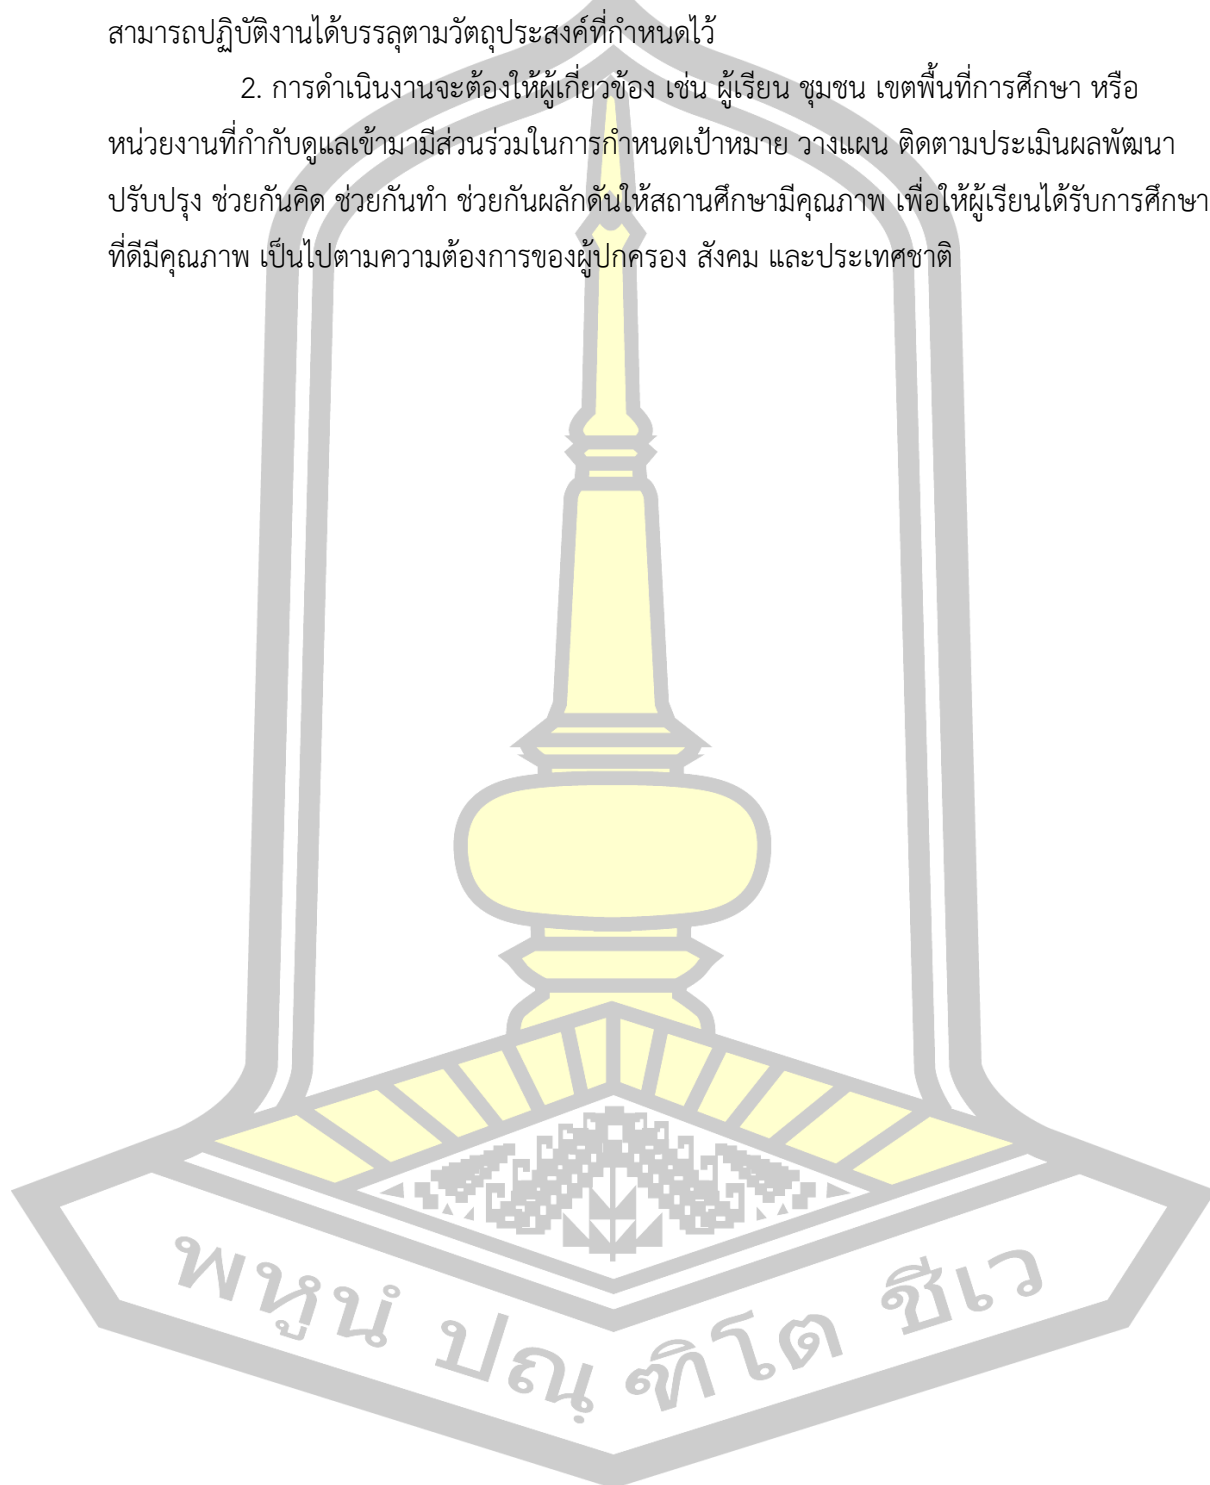 สามารถปฏิบัติงานได้บรรลุตามวัตถุประสงค์ที่กำหนดไว้
2. การดำเนินงานจะต้องให้ผู้เกี่ยวข้อง เช่น ผู้เรียน ชุมชน เขตพื้นที่การศึกษา หรือ
หน่วยงานที่กำกับดูแลเข้ามามีส่วนร่วมในการกำหนดเป้าหมาย วางแผน ติดตามประเมินผลพัฒนา
ปรับปรุง ช่วยกันคิด ช่วยกันทำ ช่วยกันผลักดันให้สถานศึกษามีคุณภาพ เพื่อให้ผู้เรียนได้รับการศึกษา
ที่ดีมีคุณภาพ เป็นไปตามความต้องการของผู้ปกครอง สังคม และประเทศชาติ
พหูนํ ปณฺ ฑิโต ชีเว